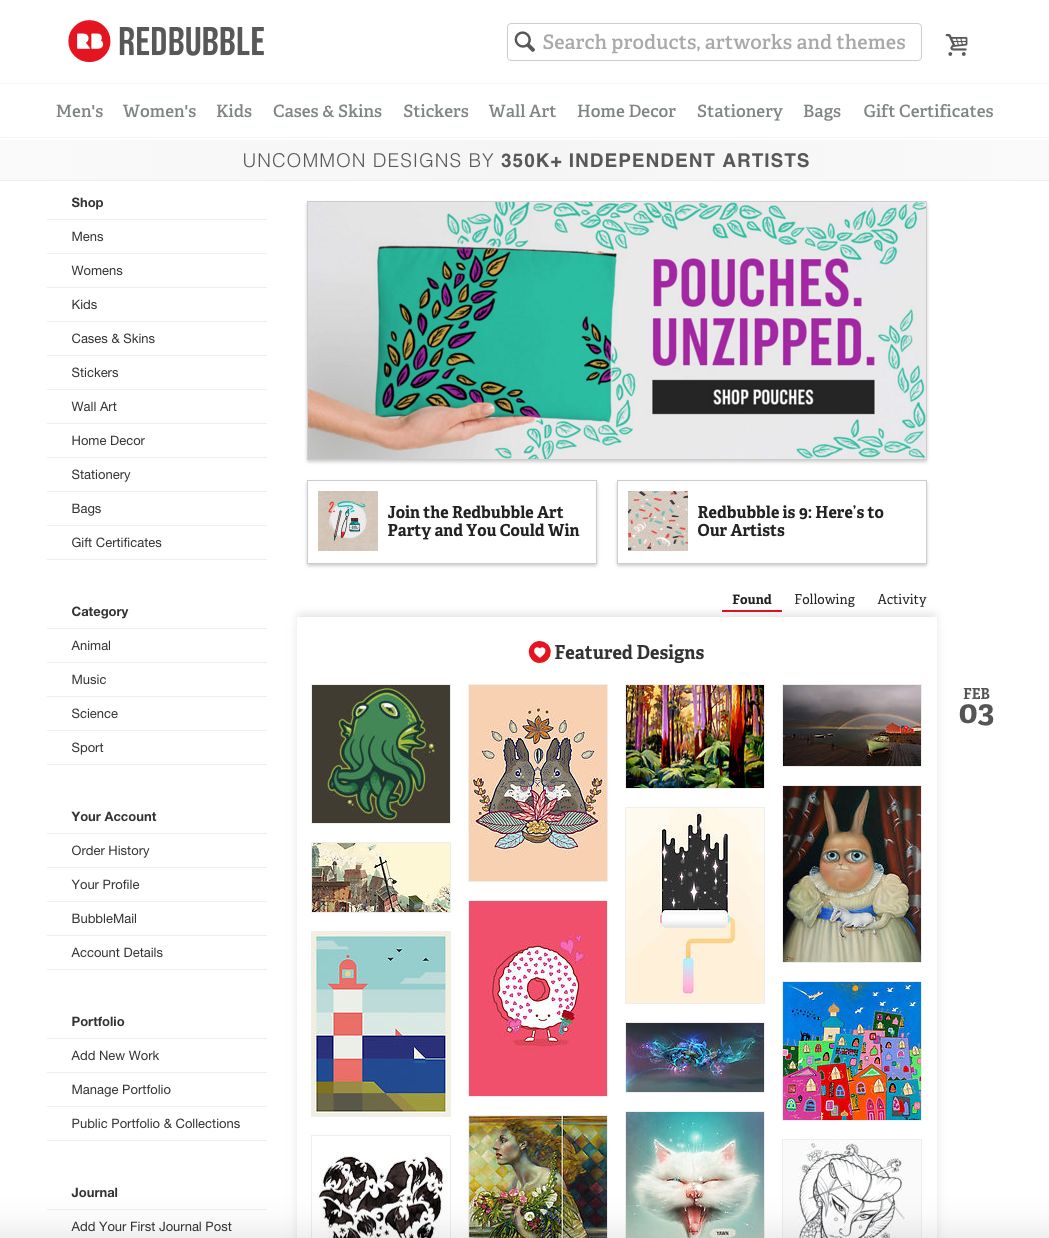 RB REDBUBBLE
Search products, artworks and themes
Men's Women's Kids Cases & Skins Stickers Wall Art Home Decor Stationery Bags Gift Certificates
UNCOMMON DESIGNS BY 350K+ INDEPENDENT ARTISTS
Shop
Mens
Womens
Kids
Cases & Skins
Stickers
Wall Art
Home Decor
Stationery
Bags
Gift Certificates
Category
Animal
Music
Science
Sport
Your Account
Order History
Your Profile
BubbleMail
Account Details
Portfolio
Add New Work
Manage Portfolio
Public Portfolio & Collections
Journal
Add Your First Journal Post
POUCHES.
UNZIPPED.
SHOP POUCHES
2.
Join the Redbubble Art
Party and You Could Win
Redbubble is 9: Here's to
Our Artists
Found Following Activity
Featured Designs
FEB
03
YAWN